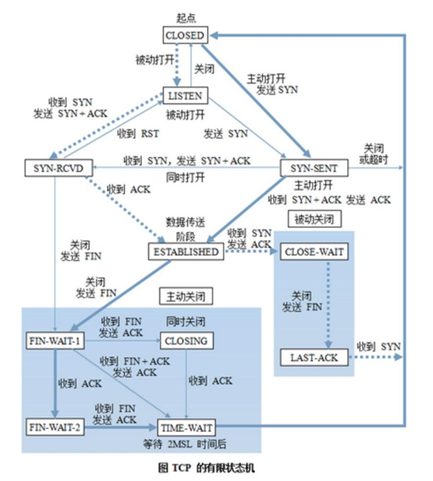 起点
CLOSED
被动打开
关闭
主动打开
发送 SYN
LISTEN
收到 SYN
发送 SYN+ACK
被动打开
收到 RST
发送 SYN
收到 SYN，发送 SYN+ACK
同时打开
关闭
或超时
SYN-RCVD
SYN-SENT
收到 ACK
主动打开
收到 SYN+ACK 发送 ACK
数据传送
阶段
被动关闭
关闭
发送 FIN
ESTABLISHED
收到 SYN
发送 ACK
CLOSE-WAIT
关闭
发送 FIN
关闭
发送 FIN
主动关闭
收到 FIN
发送 ACK
同时关闭
FIN-WAIT-1
CLOSING
LAST-ACK
收到 SYN
收到 FIN+ACK
发送 ACK
收到 ACK
收到 ACK
收到 FIN
发送 ACK
FIN-WAIT-2
TIME-WAIT
等待 2MSL 时间后
图 TCP 的有限状态机